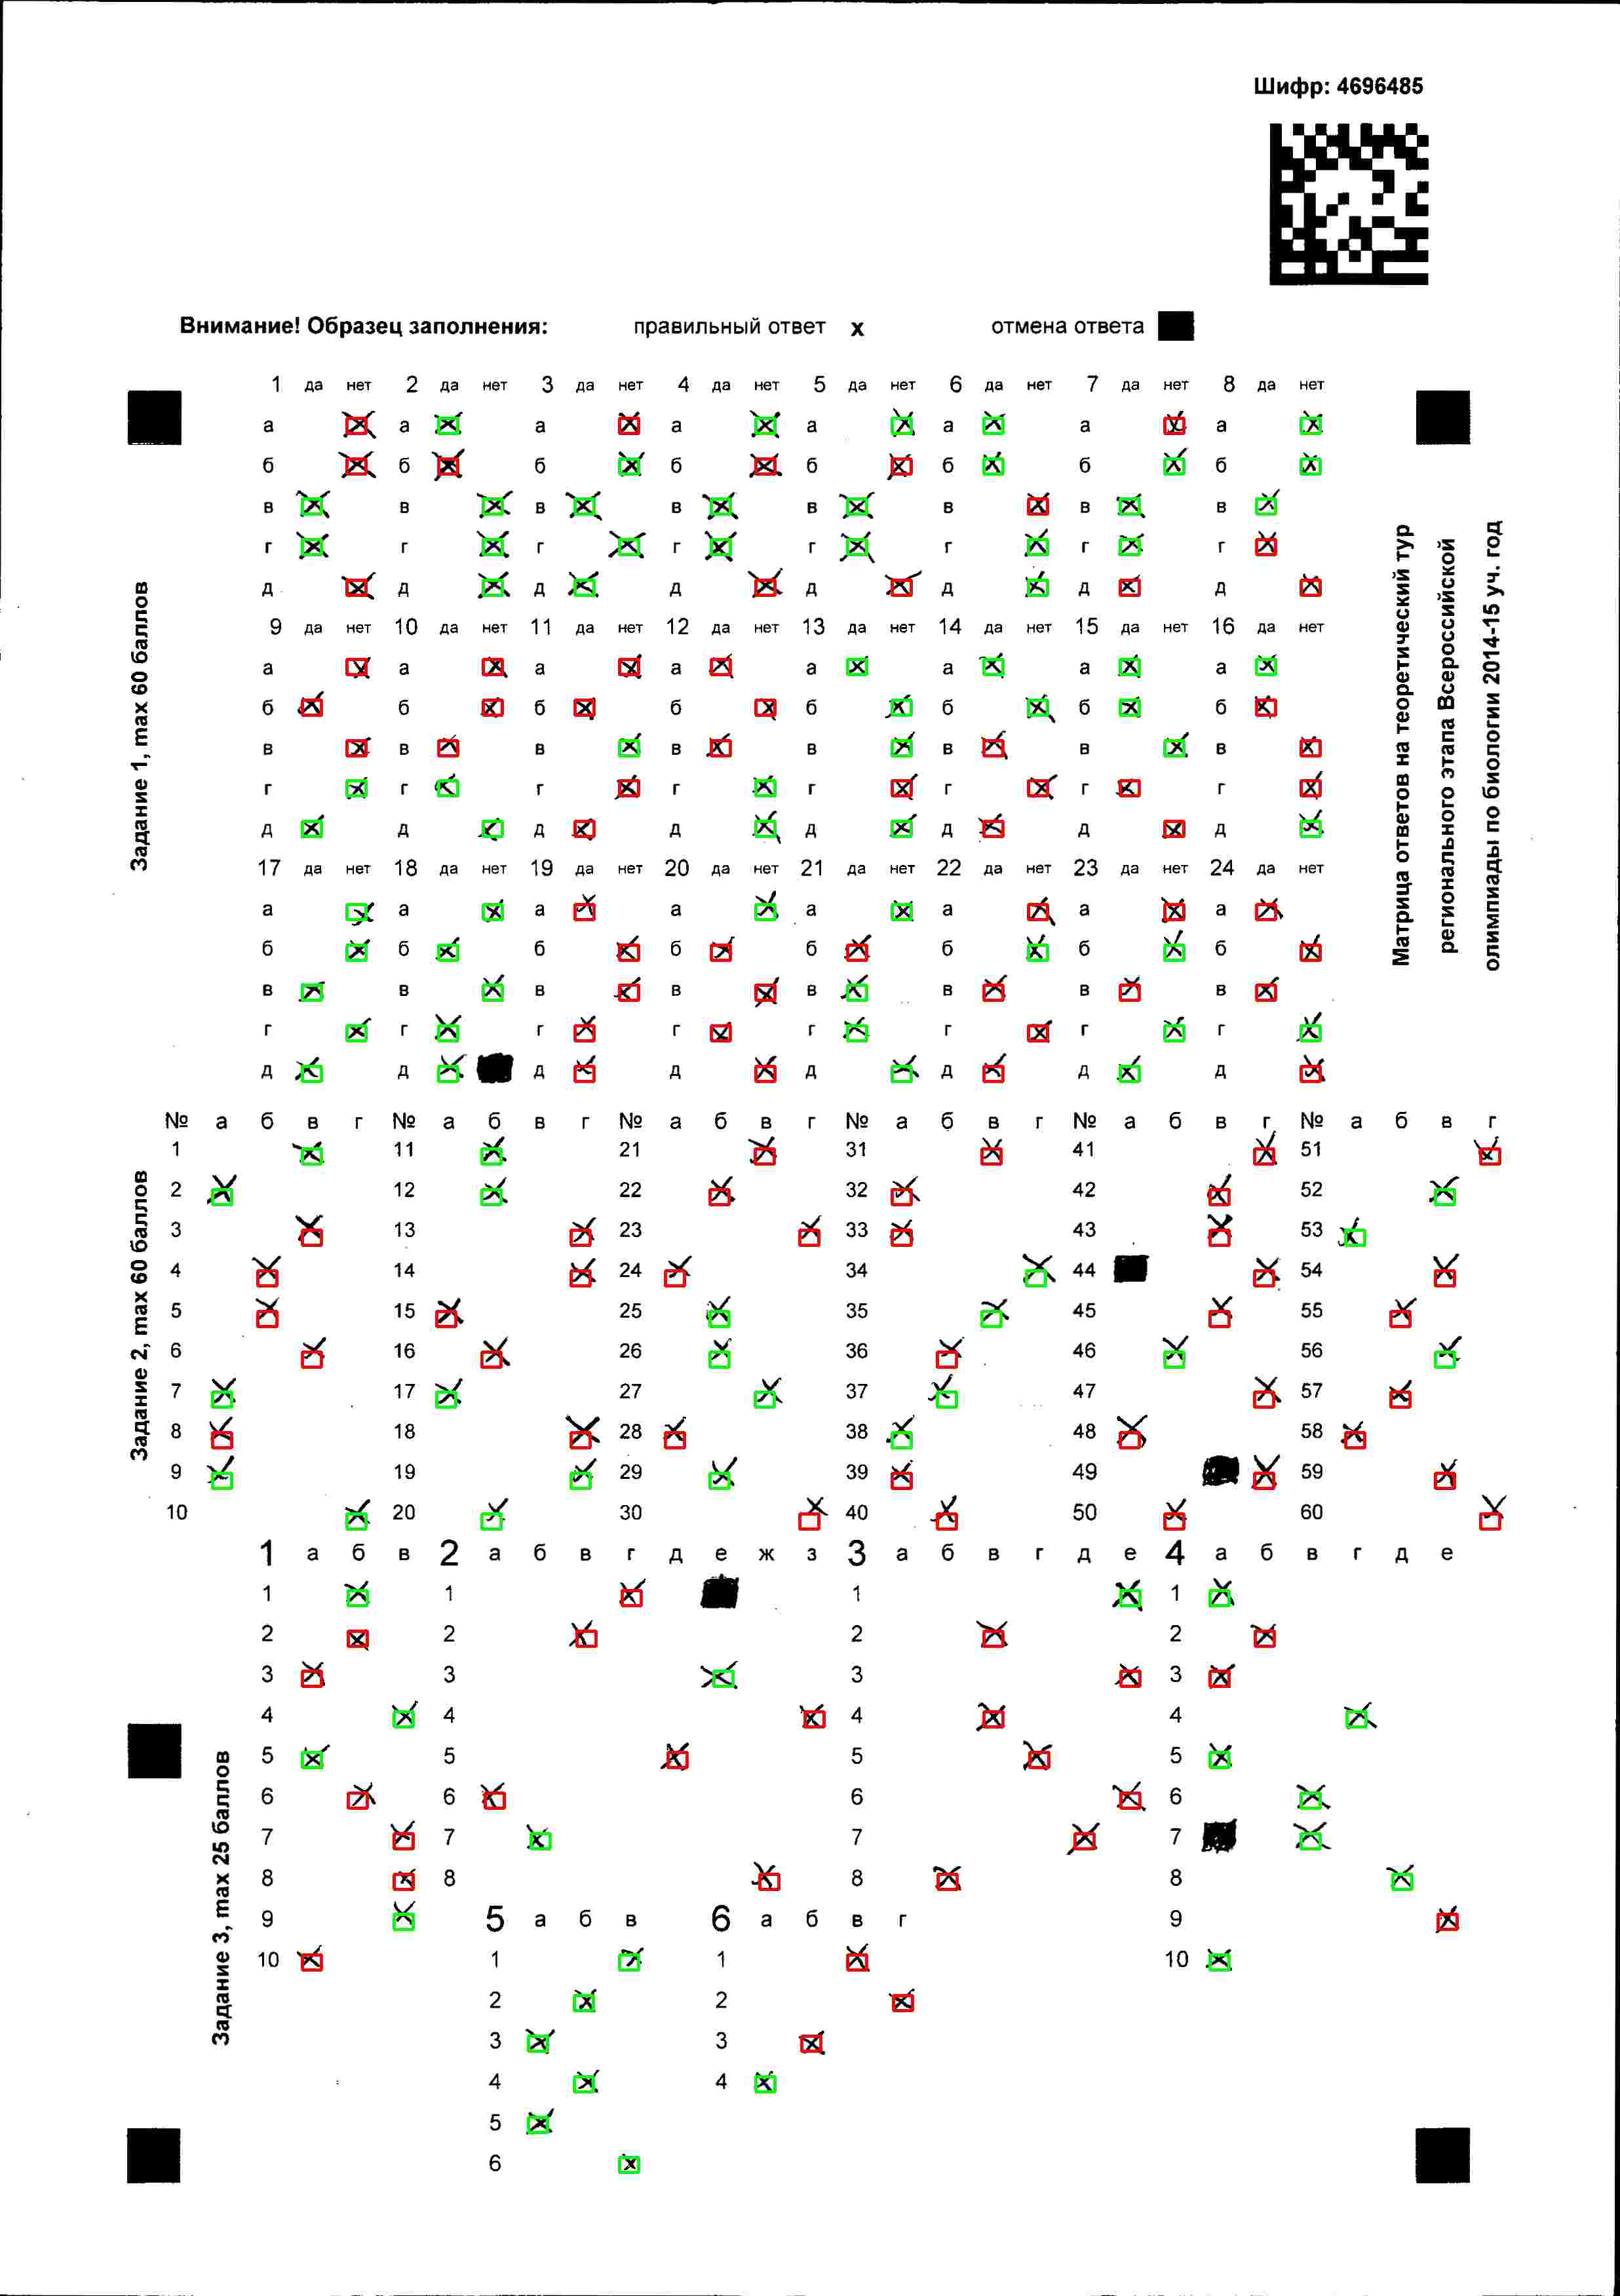 Шифр: 4696485
Внимание! Образец заполнения: правильный ответ x отмена ответа
1 да нет 2 да нет 3 да нет 4 да нет 5 да нет 6 да нет 7 да нет 8 да нет
а а а а а а а а
б б б б б б б б
в в в в в в в в
г г г г г г г г
д д д д д д д д
9 да нет 10 да нет 11 да нет 12 да нет 13 да нет 14 да нет 15 да нет 16 да нет
а а а а а а а а
б б б б б б б б
в в в в в в в в
г г г г г г г г
д д д д д д д д
17 да нет 18 да нет 19 да нет 20 да нет 21 да нет 22 да нет 23 да нет 24 да нет
а а а а а а а а
б б б б б б б б
в в в в в в в в
г г г г г г г г
д д д д д д д д
Задание 1, max 60 баллов
Матрица ответов на теоретический тур
регионального этапа Всероссийской
олимпиады по биологии 2014-15 уч. год
№ а б в г № а б в г № а б в г № а б в г № а б в г № а б в г
1 11 21 31 41 51
2 12 22 32 42 52
3 13 23 33 43 53
4 14 24 34 44 54
5 15 25 35 45 55
6 16 26 36 46 56
7 17 27 37 47 57
8 18 28 38 48 58
9 19 29 39 49 59
10 20 30 40 50 60
Задание 2, max 60 баллов
1 а б в 2 а б в г д е ж з 3 а б в г д е 4 а б в г д е
1 1 1 1
2 2 2 2
3 3 3 3
4 4 4 4
5 5 5 5
6 6 6 6
7 7 7 7
8 8 8 8
9 5 а б в 6 а б в г 9
10 1 1 10
2 2
3 3
4 4
5
6
Задание 3, max 25 баллов